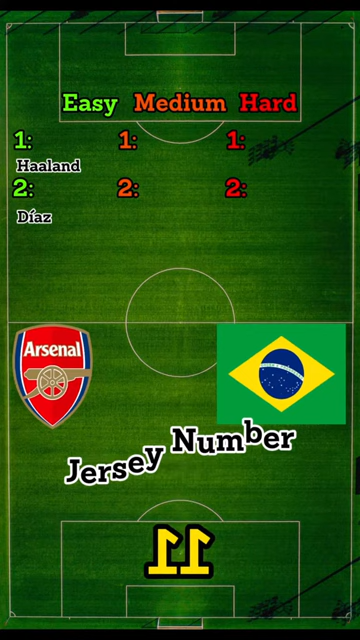 Easy Medium Hard
1: 1: 1:
Haaland
2: 2: 2:
Díaz
Arsenal
Jersey Number
11